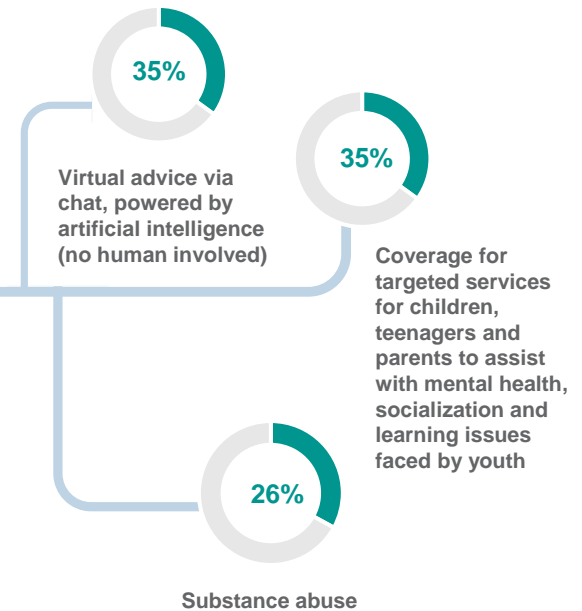 35%
Virtual advice via
chat, powered by
artificial intelligence
(no human involved)
35%
Coverage for
targeted services
for children,
teenagers and
parents to assist
with mental health,
socialization and
learning issues
faced by youth
26%
Substance abuse